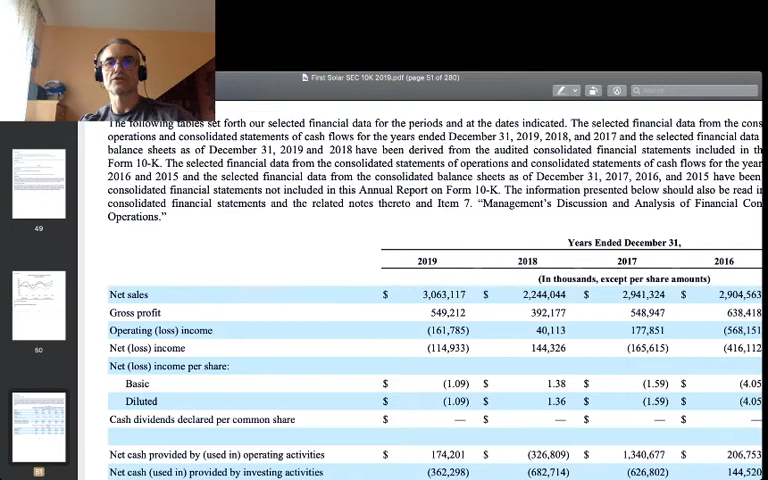 First Solar SEC 10K 2019.pdf (page 51 of 280)
Search
The following tables set forth our selected financial data for the periods and at the dates indicated. The selected financial data from the cons
operations and consolidated statements of cash flows for the years ended December 31, 2019, 2018, and 2017 and the selected financial data
balance sheets as of December 31, 2019 and 2018 have been derived from the audited consolidated financial statements included in th
Form 10-K. The selected financial data from the consolidated statements of operations and consolidated statements of cash flows for the year
2016 and 2015 and the selected financial data from the consolidated balance sheets as of December 31, 2017, 2016, and 2015 have been
consolidated financial statements not included in this Annual Report on Form 10-K. The information presented below should also be read in
consolidated financial statements and the related notes thereto and Item 7. “Management’s Discussion and Analysis of Financial Con
Operations.”
Years Ended December 31,
2019 2018 2017 2016
(In thousands, except per share amounts)
Net sales $ 3,063,117 $ 2,244,044 $ 2,941,324 $ 2,904,563
Gross profit 549,212 392,177 548,947 638,418
Operating (loss) income (161,785) 40,113 177,851 (568,151
Net (loss) income (114,933) 144,326 (165,615) (416,112
Net (loss) income per share:
Basic $ (1.09) $ 1.38 $ (1.59) $ (4.05
Diluted $ (1.09) $ 1.36 $ (1.59) $ (4.05
Cash dividends declared per common share $ — $ — $ — $ —
Net cash provided by (used in) operating activities $ 174,201 $ (326,809) $ 1,340,677 $ 206,753
Net cash (used in) provided by investing activities (362,298) (682,714) (626,802) 144,520
49
50
51